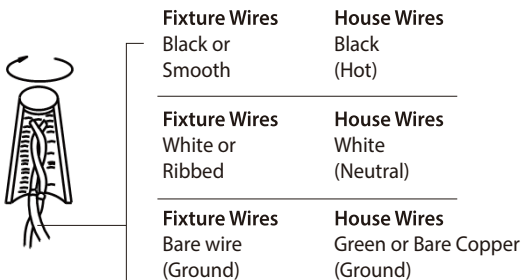 Fixture Wires House Wires
Black or Black
Smooth (Hot)
Fixture Wires House Wires
White or White
Ribbed (Neutral)
Fixture Wires House Wires
Bare wire Green or Bare Copper
(Ground) (Ground)